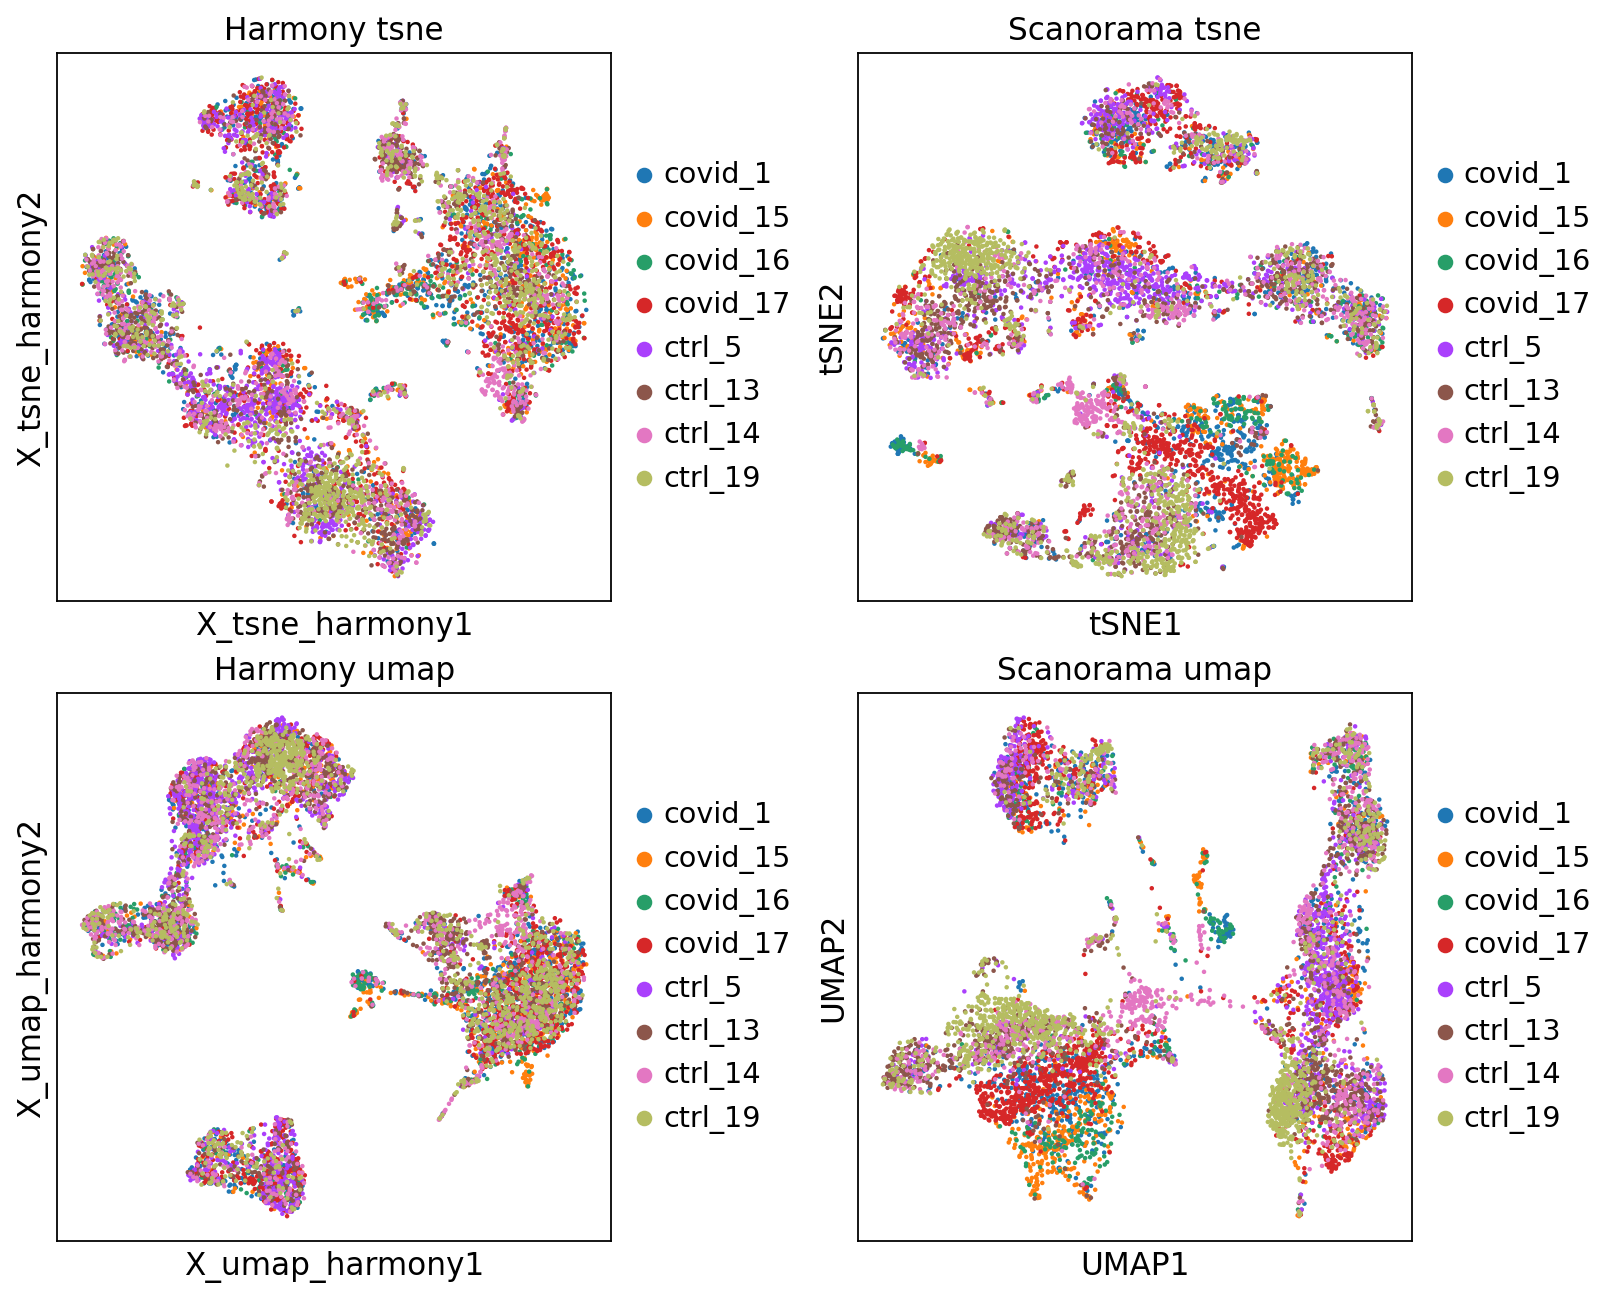 Harmony tsne
X_tsne_harmony2
X_tsne_harmony1
covid_1
covid_15
covid_16
covid_17
ctrl_5
ctrl_13
ctrl_14
ctrl_19
Scanorama tsne
tSNE2
tSNE1
covid_1
covid_15
covid_16
covid_17
ctrl_5
ctrl_13
ctrl_14
ctrl_19
Harmony umap
X_umap_harmony2
X_umap_harmony1
covid_1
covid_15
covid_16
covid_17
ctrl_5
ctrl_13
ctrl_14
ctrl_19
Scanorama umap
UMAP2
UMAP1
covid_1
covid_15
covid_16
covid_17
ctrl_5
ctrl_13
ctrl_14
ctrl_19